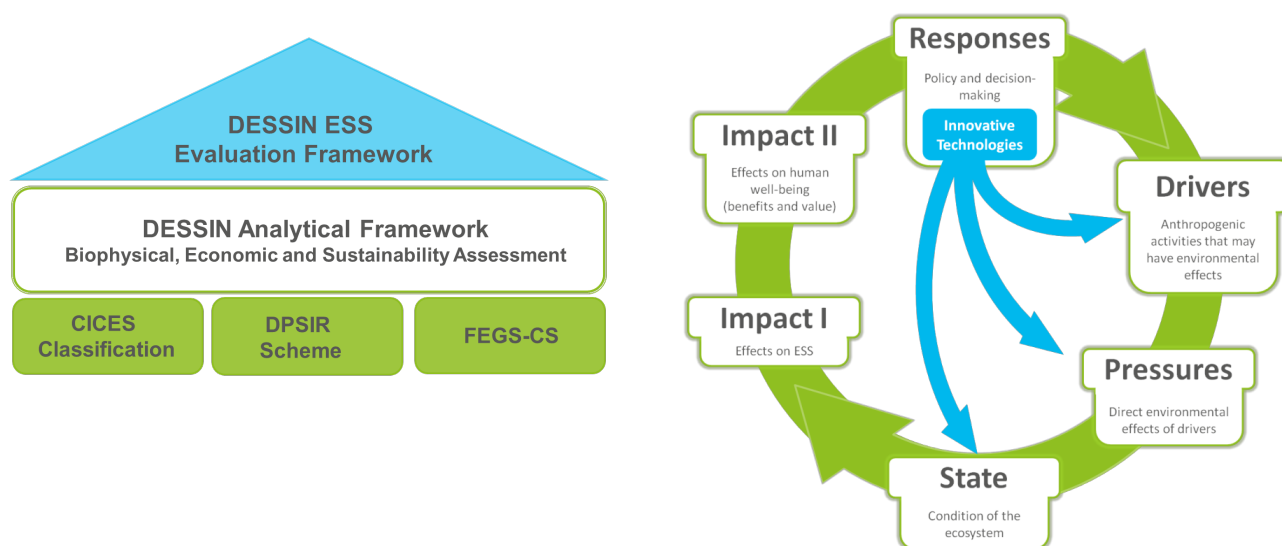 DESSIN ESS
Evaluation Framework
DESSIN Analytical Framework
Biophysical, Economic and Sustainability Assessment
CICES
Classification
DPSIR
Scheme
FEGS-CS
Responses
Policy and decision-
making
Innovative
Technologies
Drivers
Anthropogenic
activities that may
have environmental
effects
Pressures
Direct environmental
effects of drivers
State
Condition of the
ecosystem
Impact I
Effects on ESS
Impact II
Effects on human
well-being
(benefits and value)